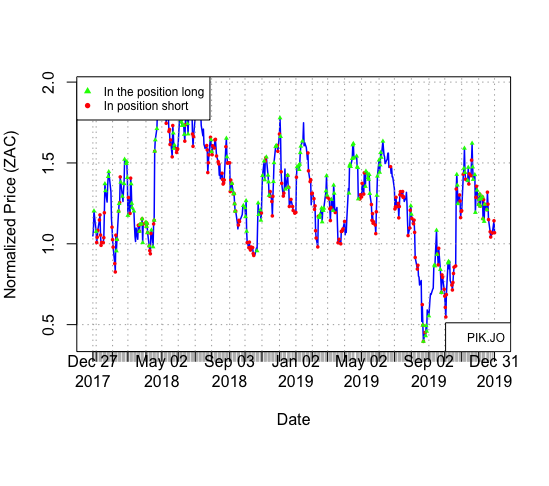 Normalized Price (ZAC)
2.0
1.5
1.0
0.5
In the position long
In position short
PIK.JO
Dec 27 May 02 Sep 03 Jan 02 May 02 Sep 02 Dec 31
2017 2018 2018 2019 2019 2019 2019
Date